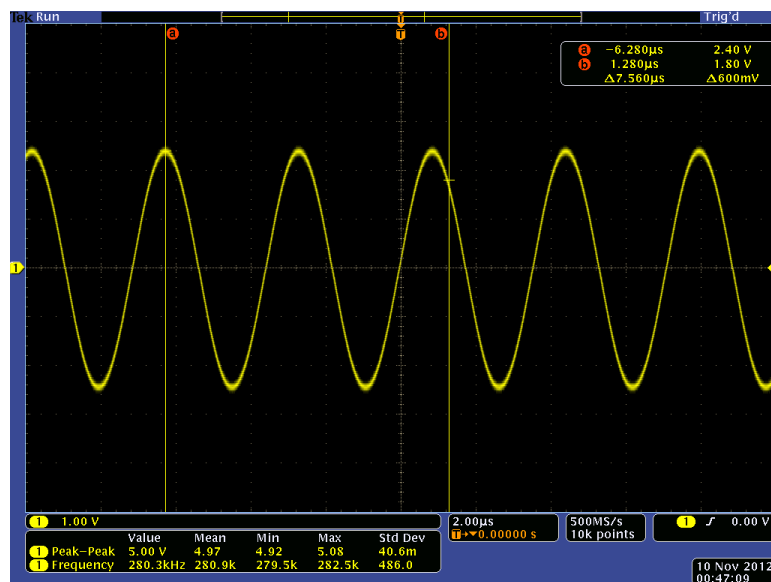 Tek Run Trig'd
a T b
a −6.280µs 2.40 V
b 1.280µs 1.80 V
Δ7.560µs Δ600mV
1
1 1.00 V
2.00µs
T→▼0.00000 s
500MS/s
10k points
1 ƒ 0.00 V
Value Mean Min Max Std Dev
1 Peak–Peak 5.00 V 4.97 4.92 5.08 40.6m
1 Frequency 280.3kHz 280.9k 279.5k 282.5k 486.0
10 Nov 2012
00:47:09